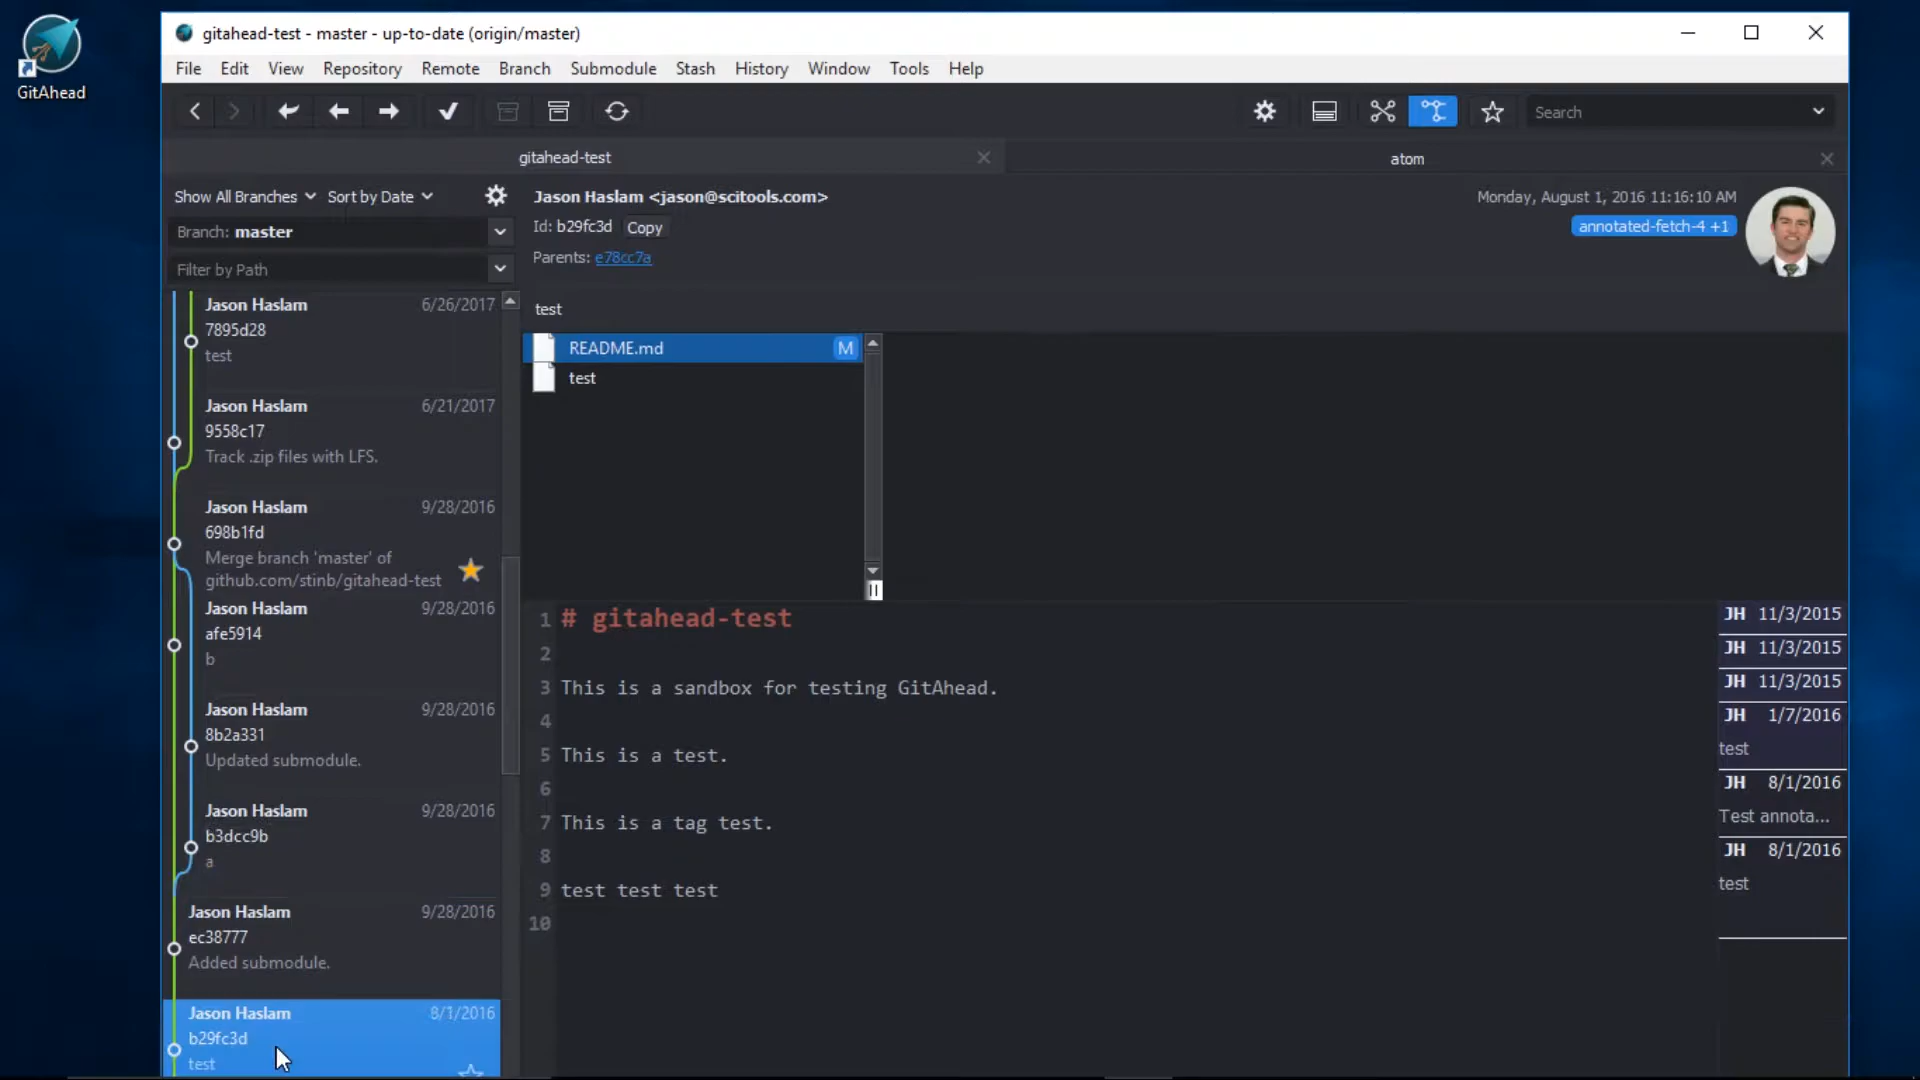 GitAhead
gitahead-test - master - up-to-date (origin/master)
File Edit View Repository Remote Branch Submodule Stash History Window Tools Help
Search
gitahead-test
atom
Show All Branches Sort by Date
Branch: master
Filter by Path
Jason Haslam 6/26/2017
7895d28
test
Jason Haslam 6/21/2017
9558c17
Track .zip files with LFS.
Jason Haslam 9/28/2016
698b1fd
Merge branch 'master' of
github.com/stinb/gitahead-test
Jason Haslam 9/28/2016
afe5914
b
Jason Haslam 9/28/2016
8b2a331
Updated submodule.
Jason Haslam 9/28/2016
b3dcc9b
a
Jason Haslam 9/28/2016
ec38777
Added submodule.
Jason Haslam 8/1/2016
b29fc3d
test
Jason Haslam <jason@scitools.com>
Monday, August 1, 2016 11:16:10 AM
Id: b29fc3d Copy
annotated-fetch-4 +1
Parents: e78cc7a
test
README.md M
test
1 # gitahead-test
2
3 This is a sandbox for testing GitAhead.
4
5 This is a test.
6
7 This is a tag test.
8
9 test test test
10
JH 11/3/2015
JH 11/3/2015
JH 11/3/2015
JH 1/7/2016
test
JH 8/1/2016
Test annota...
JH 8/1/2016
test